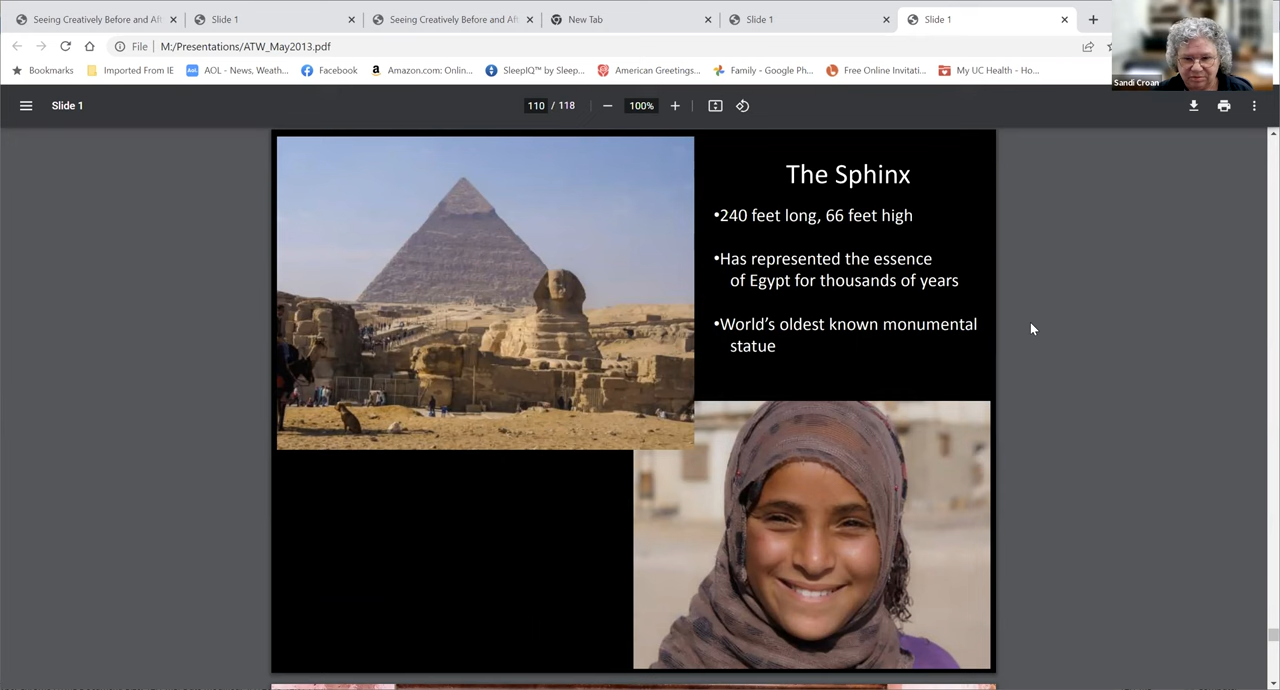 Seeing Creatively Before and Aft
Slide 1
Seeing Creatively Before and Aft
New Tab
Slide 1
Slide 1
File
M:/Presentations/ATW_May2013.pdf
Bookmarks
Imported From IE
AOL - News, Weath...
Facebook
Amazon.com: Onlin...
SleepIQ™ by Sleep...
American Greetings...
Family - Google Ph...
Free Online Invitati...
My UC Health - Ho...
Sandi Croan
Slide 1
110 / 118
100%
The Sphinx
•240 feet long, 66 feet high
•Has represented the essence
of Egypt for thousands of years
•World’s oldest known monumental
statue